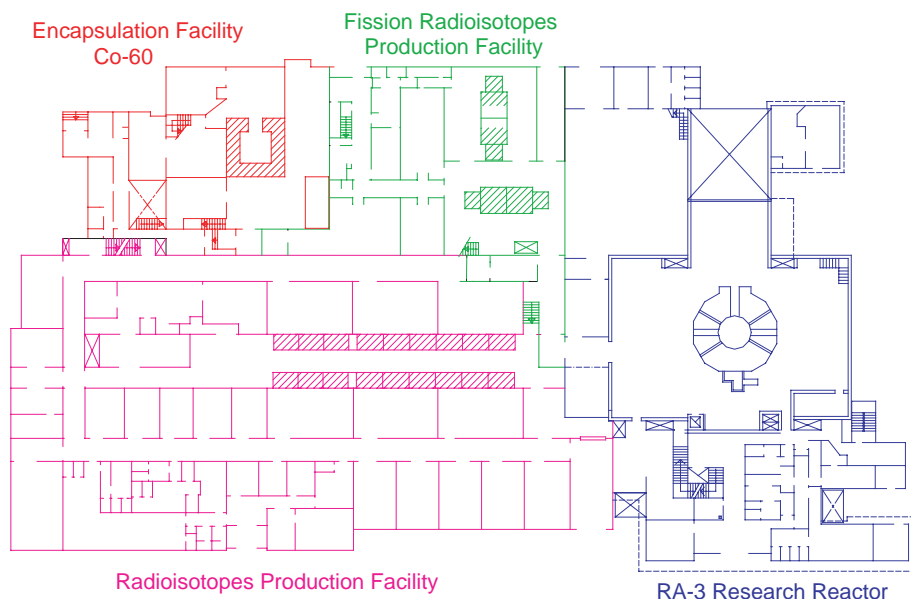 Encapsulation Facility
Co-60
Fission Radioisotopes
Production Facility
Radioisotopes Production Facility
RA-3 Research Reactor